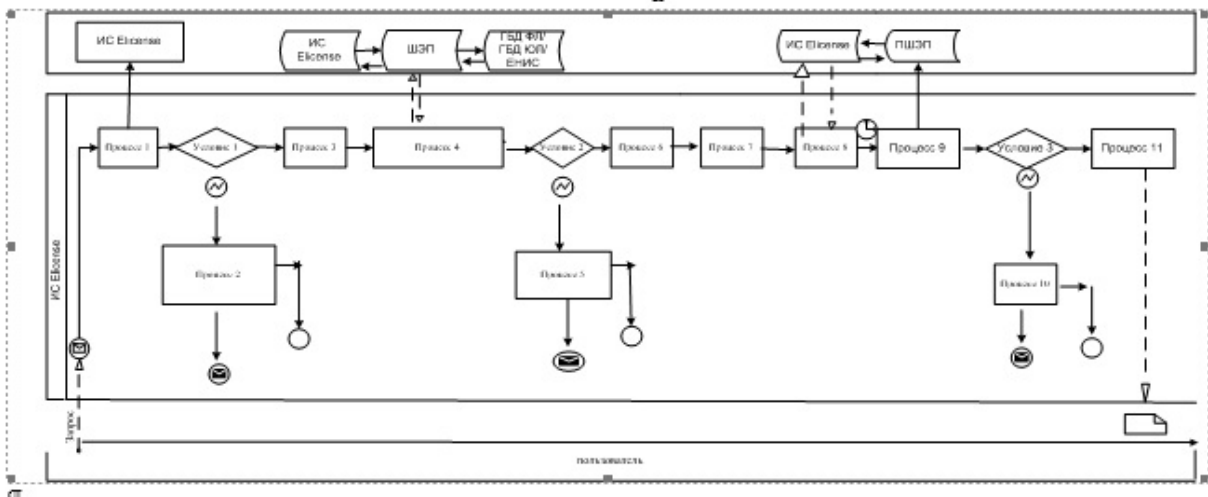 ИС Elicense
ИС
Elicense
ШЭП
ГБД ФЛ/
ГБД ЮЛ/
ЕНИС
ИС Elicense
ПШЭП
Процесс 1
Условие 1
Процесс 3
Процесс 4
Условие 2
Процесс 6
Процесс 7
Процесс 8
Процесс 9
Условие 3
Процесс 11
ИС Elicense
Процесс 2
Процесс 5
Процесс 10
Запрос
пользователь
¶